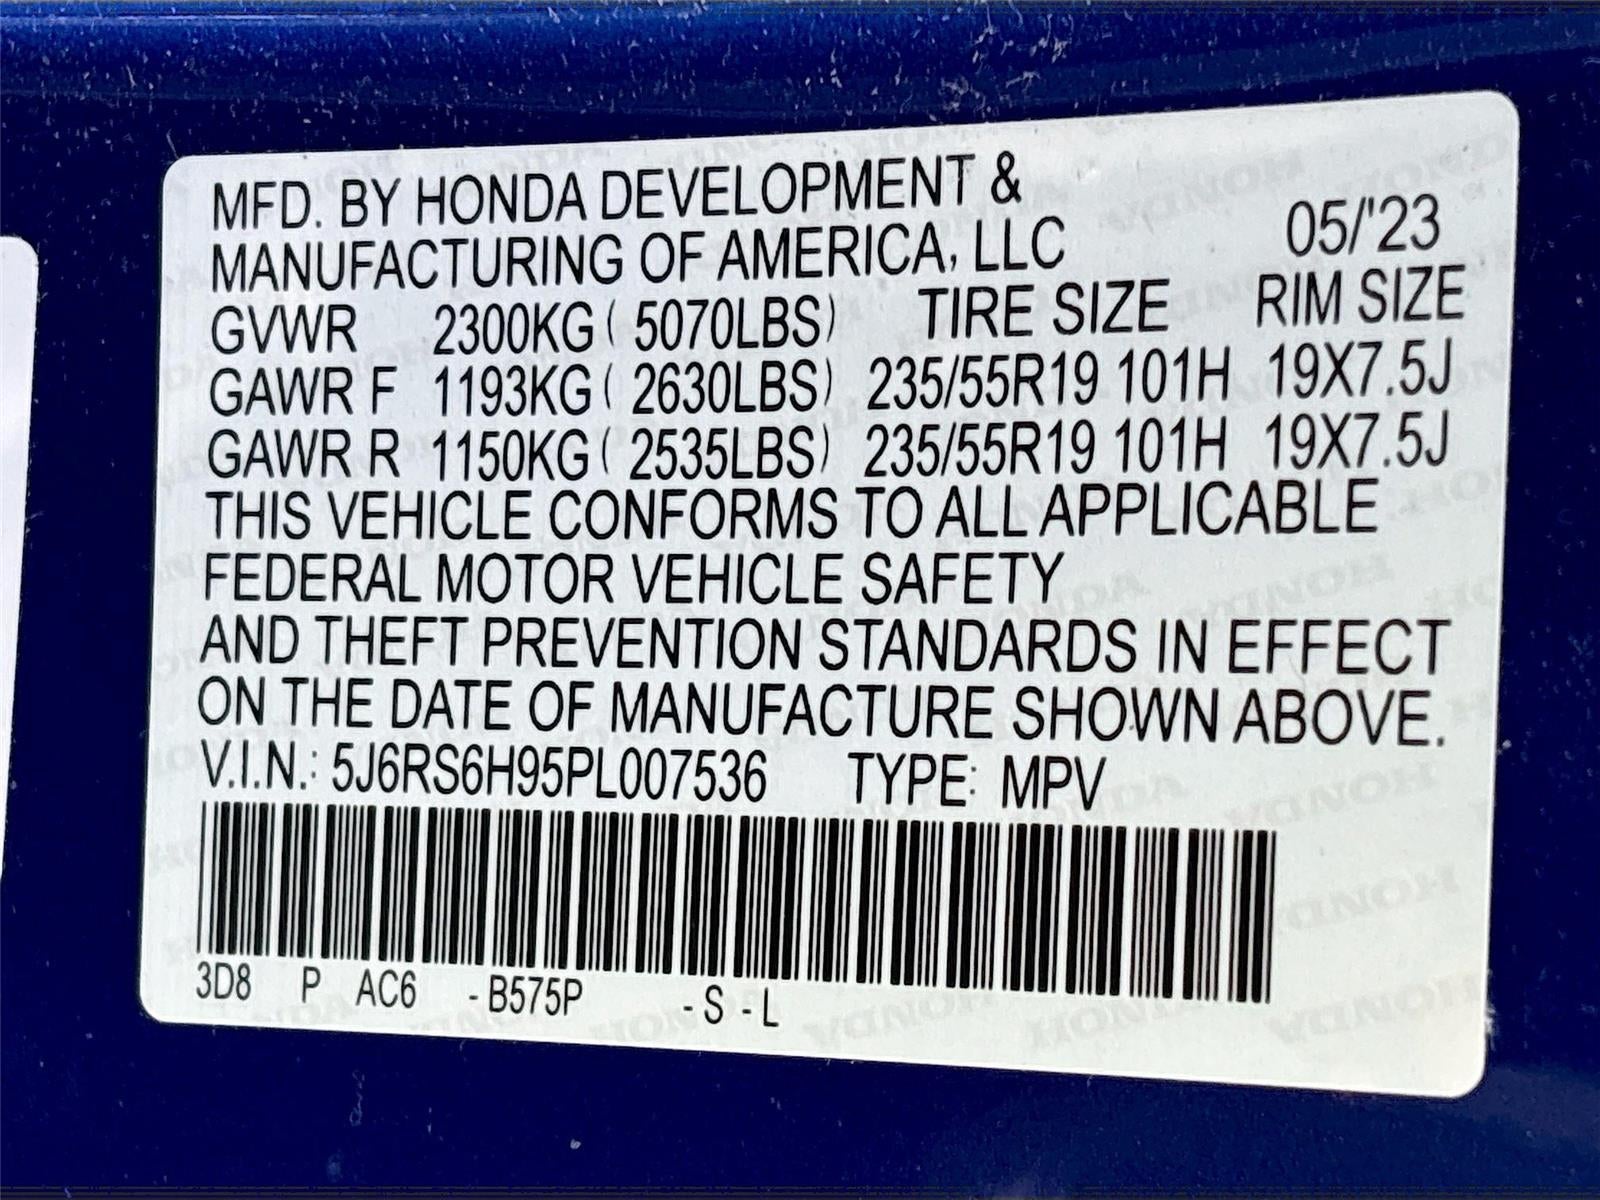 MFD. BY HONDA DEVELOPMENT &
MANUFACTURING OF AMERICA, LLC 05/'23
GVWR 2300KG ( 5070LBS) TIRE SIZE RIM SIZE
GAWR F 1193KG ( 2630LBS) 235/55R19 101H 19X7.5J
GAWR R 1150KG ( 2535LBS) 235/55R19 101H 19X7.5J
THIS VEHICLE CONFORMS TO ALL APPLICABLE
FEDERAL MOTOR VEHICLE SAFETY
AND THEFT PREVENTION STANDARDS IN EFFECT
ON THE DATE OF MANUFACTURE SHOWN ABOVE.
V.I.N.: 5J6RS6H95PL007536 TYPE: MPV
3D8 P AC6 - B575P - S - L